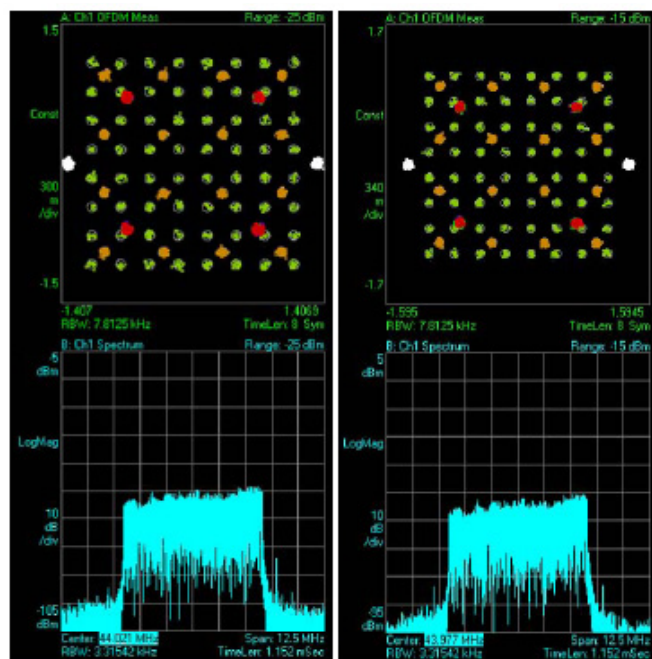 A: Ch1 OFDM Meas Range: -25 dBm
1.5
Const
300
m
/div
-1.5
-1.407 1.4069
RBW: 7.8125 kHz TimeLen: 8 Sym
B: Ch1 Spectrum Range: -25 dBm
-5
dBm
LogMag
10
dB
/div
-105
dBm
Center: 44.021 MHz Span: 12.5 MHz
RBW: 3.31542 kHz TimeLen: 1.152 mSec
A: Ch1 OFDM Meas Range: -15 dBm
1.7
Const
340
m
/div
-1.7
-1.595 1.5945
RBW: 7.8125 kHz TimeLen: 8 Sym
B: Ch1 Spectrum Range: -15 dBm
5
dBm
LogMag
10
dB
/div
-95
dBm
Center: 43.977 MHz Span: 12.5 MHz
RBW: 3.31542 kHz TimeLen: 1.152 mSec